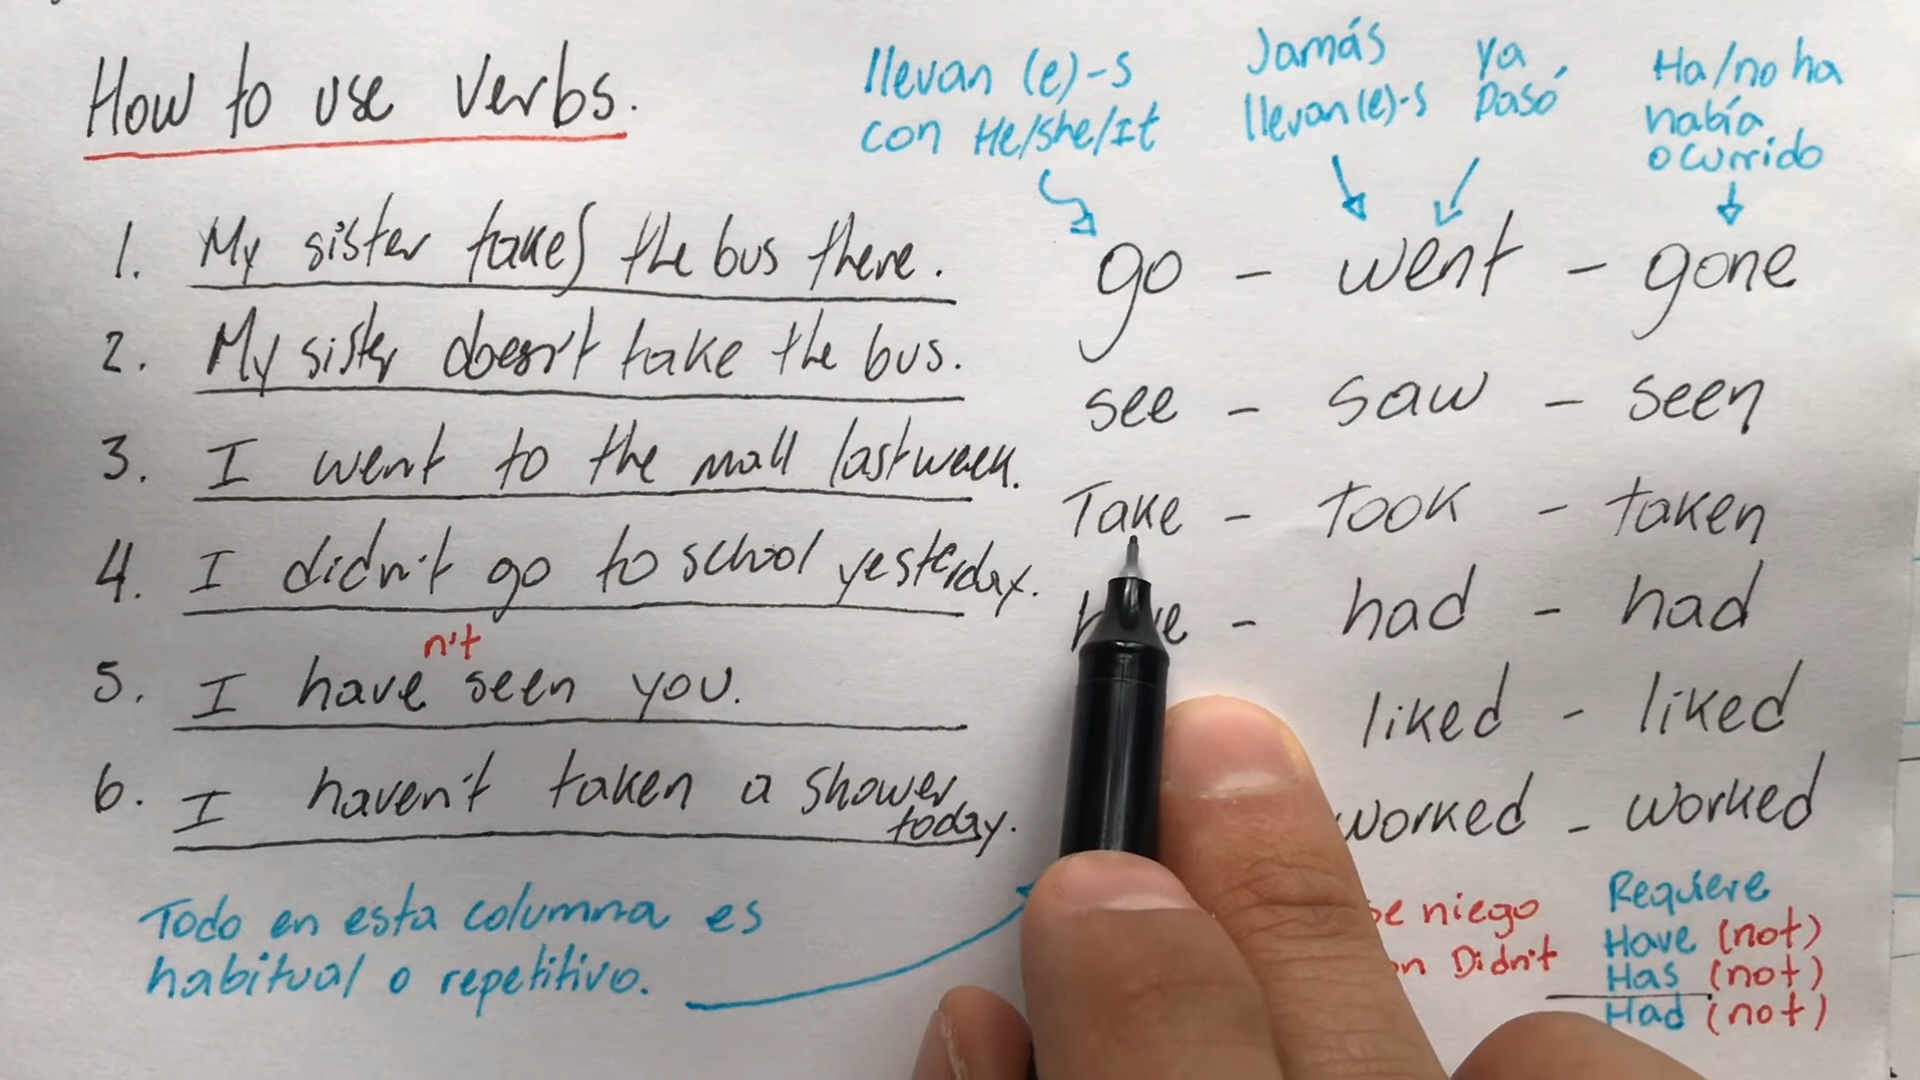 How to use verbs.
1. My sister takes the bus there.
2. My sister doesn't take the bus.
3. I went to the mall last week.
4. I didn't go to school yesterday.
n't
5. I have seen you.
6. I haven't taken a shower
today.
Todo en esta columna es
habitual o repetitivo.
llevan (e)-s
con He/she/It
Jamás
llevan(e)-s
ya
pasó
Ha/no ha
había
ocurrido
go - went - gone
see - saw - seen
Take - took - taken
- had - had
liked - liked
worked - worked
niego
Didn't
Requiere
Have (not)
Has (not)
Had (not)